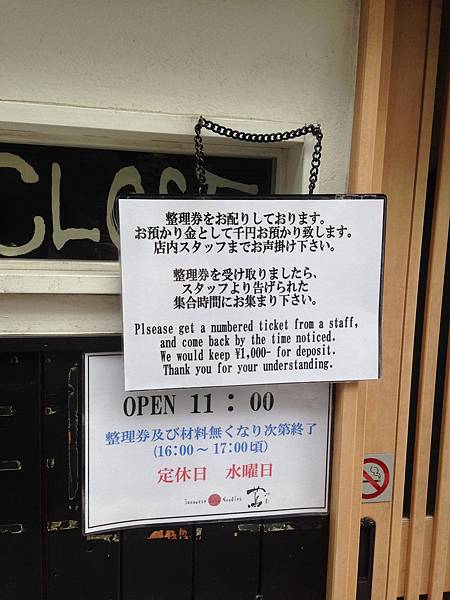 CLOSE
整理券をお配りしております。
お預かり金として千円お預かり致します。
店内スタッフまでお声掛け下さい。
整理券を受け取りましたら、
スタッフより告げられた
集合時間にお集まり下さい。
Plsease get a numbered ticket from a staff,
and come back by the time noticed.
We would keep ¥1,000- for deposit.
Thank you for your understanding.
OPEN 11：00
整理券及び材料無くなり次第終了
(16:00～17:00頃)
定休日　水曜日
Japanese Soba Noodles
蔦